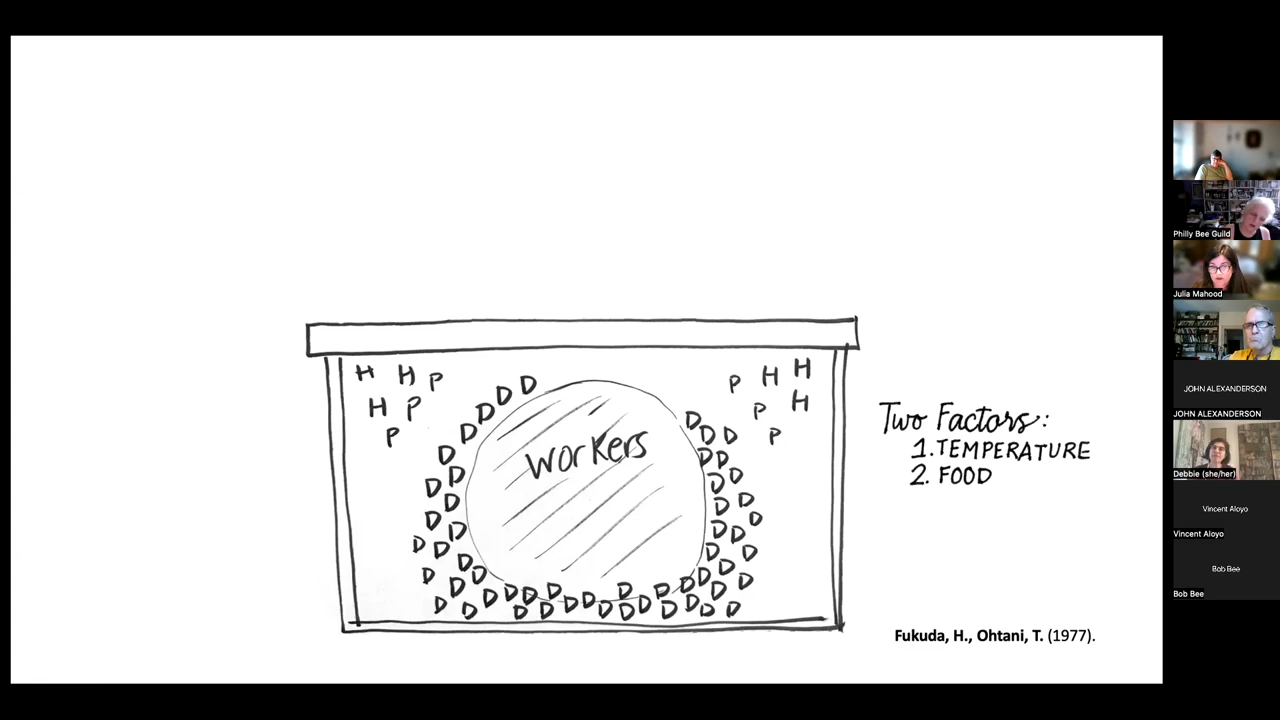 H H P H P P
D D D D D D D D D D D D D D D D D D D D D D D D D D D D D D D D D D D D D D D D D D D D D D D D D D D D D D D D D D D
workers
P H H P H P
Two Factors:
1. TEMPERATURE
2. FOOD
Fukuda, H., Ohtani, T. (1977).
Philly Bee Guild
Julia Mahood
JOHN ALEXANDERSON
JOHN ALEXANDERSON
Debbie (she/her)
Vincent Aloyo
Vincent Aloyo
Bob Bee
Bob Bee